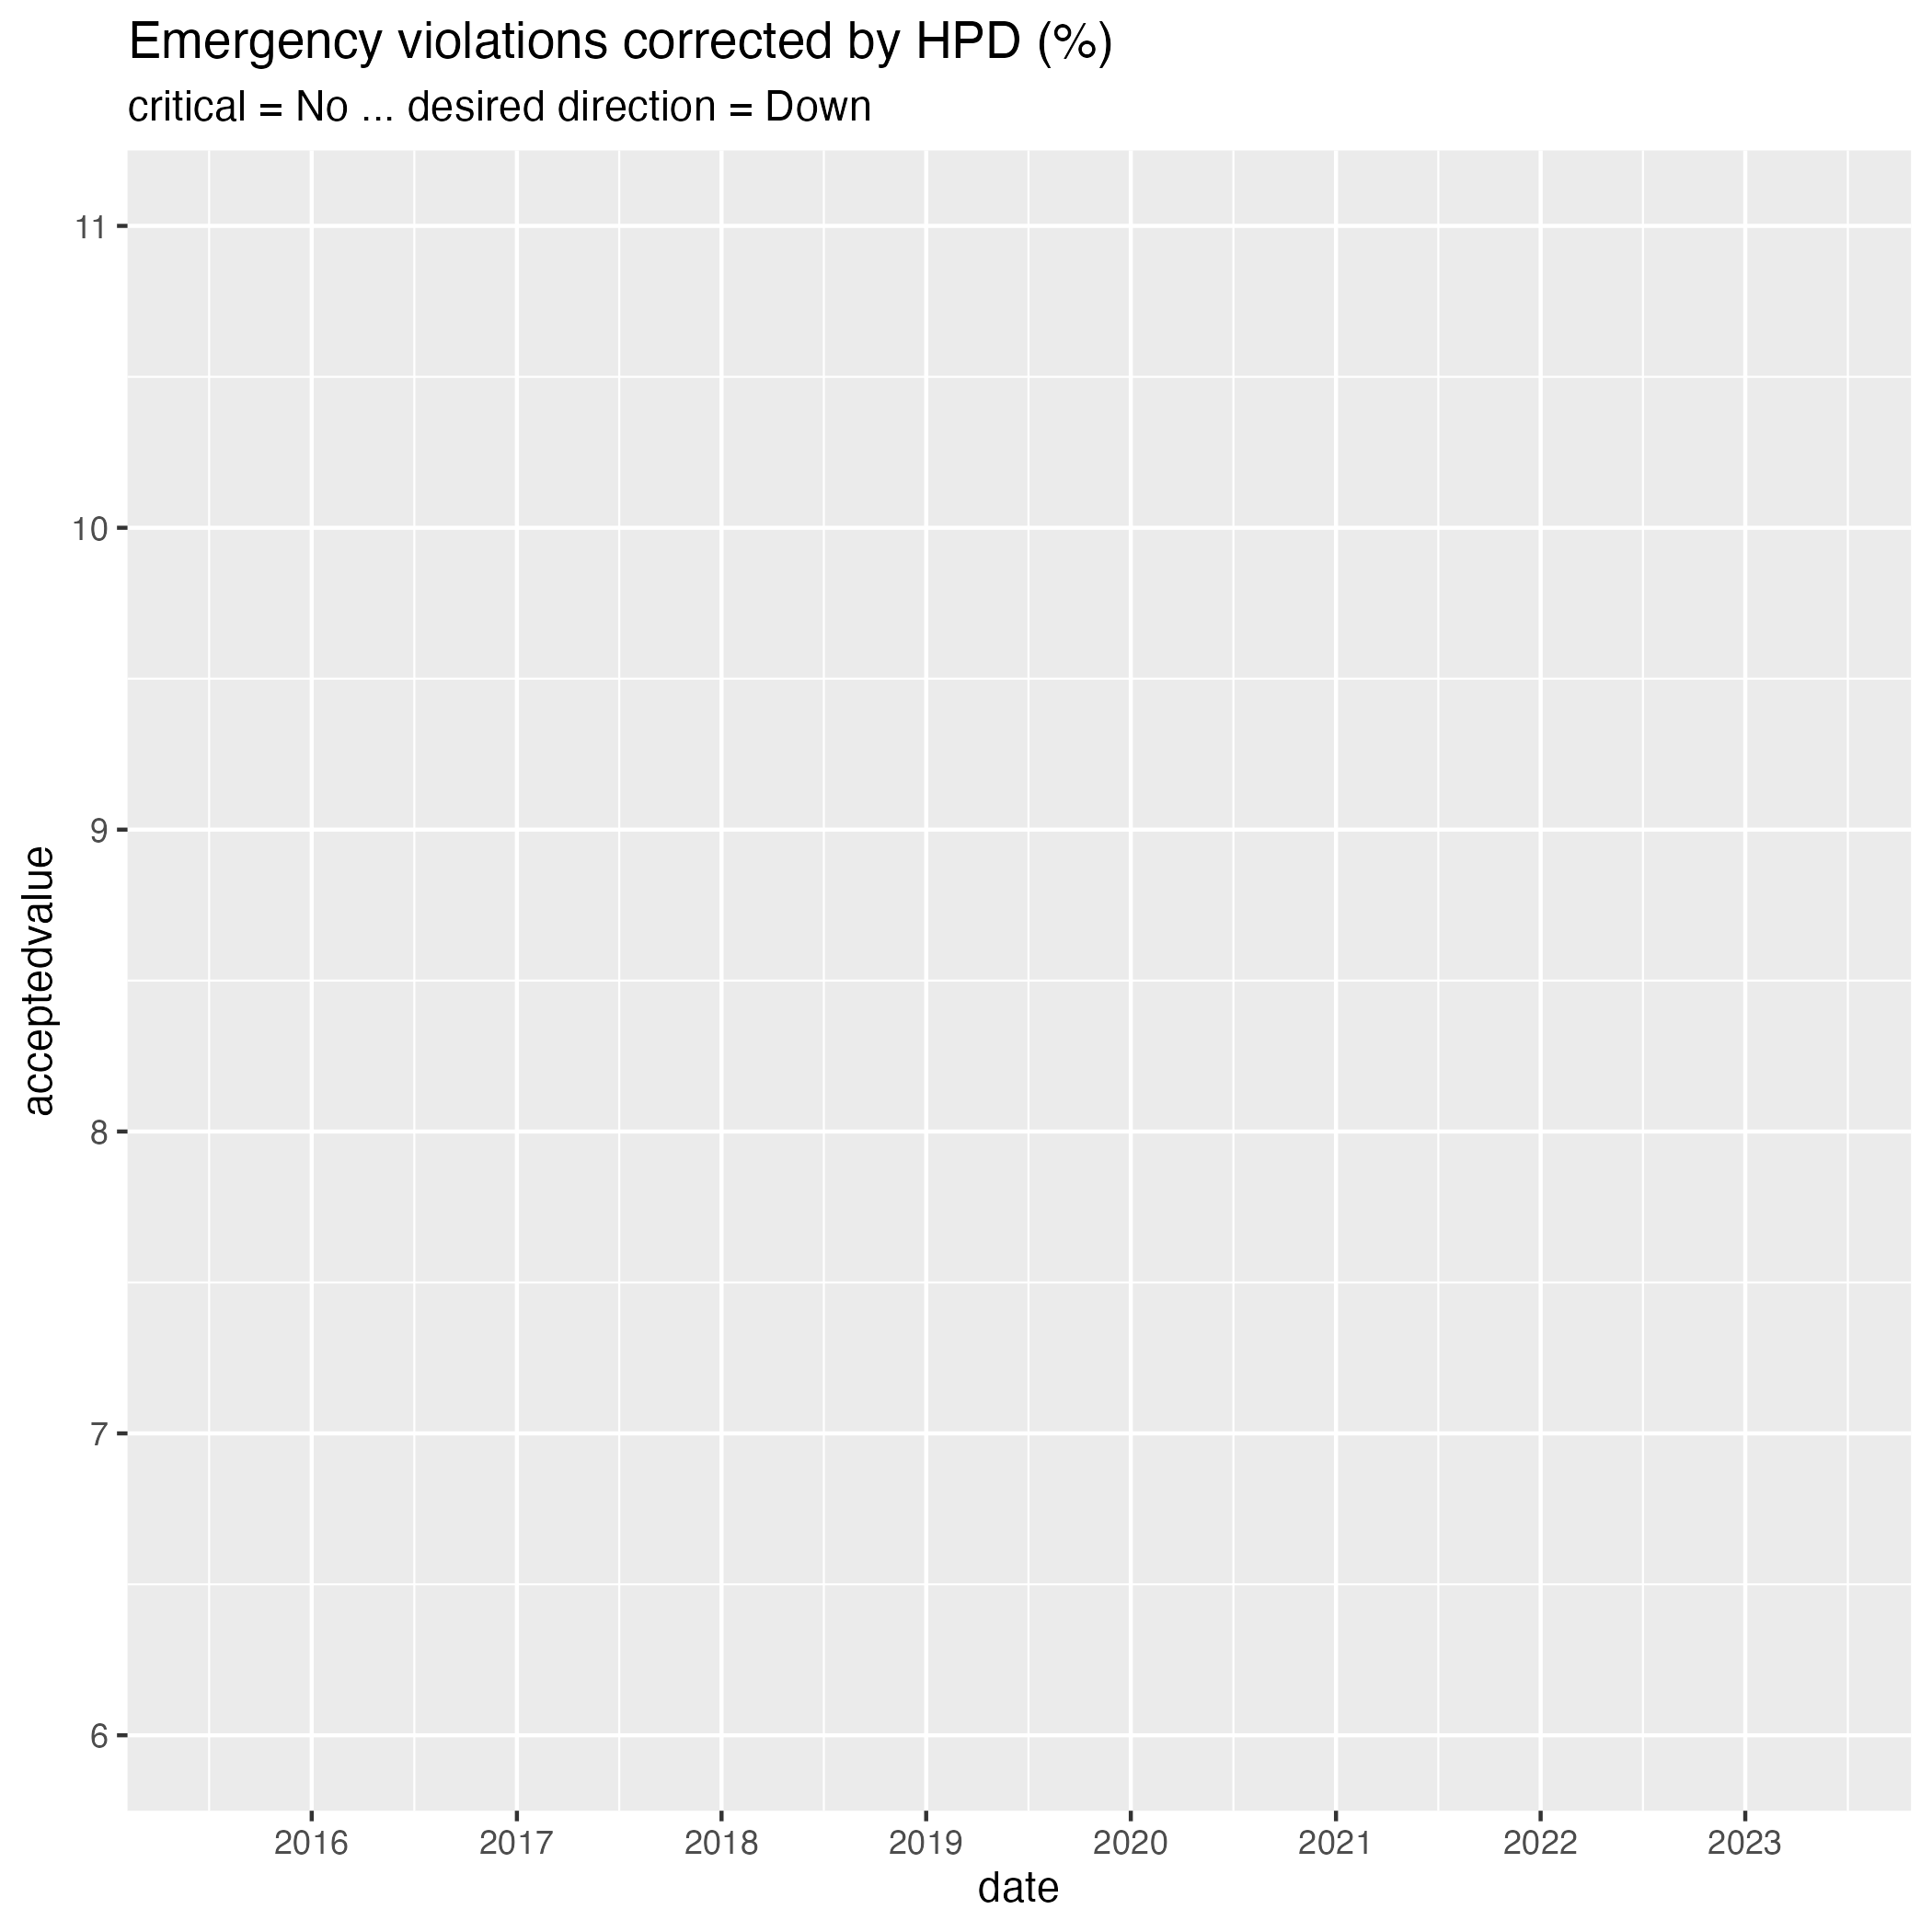 Emergency violations corrected by HPD (%)
critical = No ... desired direction = Down
11
10
9
8
7
6
acceptedvalue
2016 2017 2018 2019 2020 2021 2022 2023
date